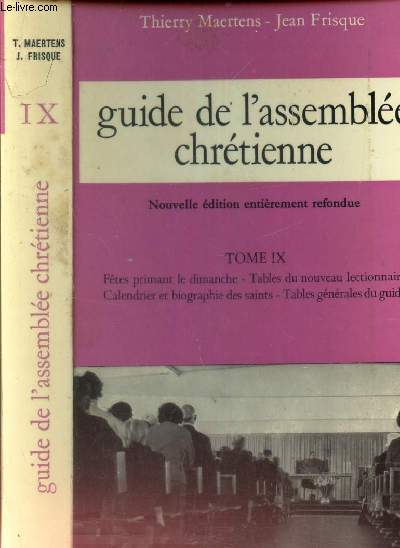 www.le-livre.com
T. MAERTENS
J. FRISQUE
IX
guide de l'assemblée chrétienne
Thierry Maertens - Jean Frisque
guide de l'assemblée
chrétienne
Nouvelle édition entièrement refondue
TOME IX
Fêtes primant le dimanche - Tables du nouveau lectionnair
Calendrier et biographie des saints - Tables générales du guid